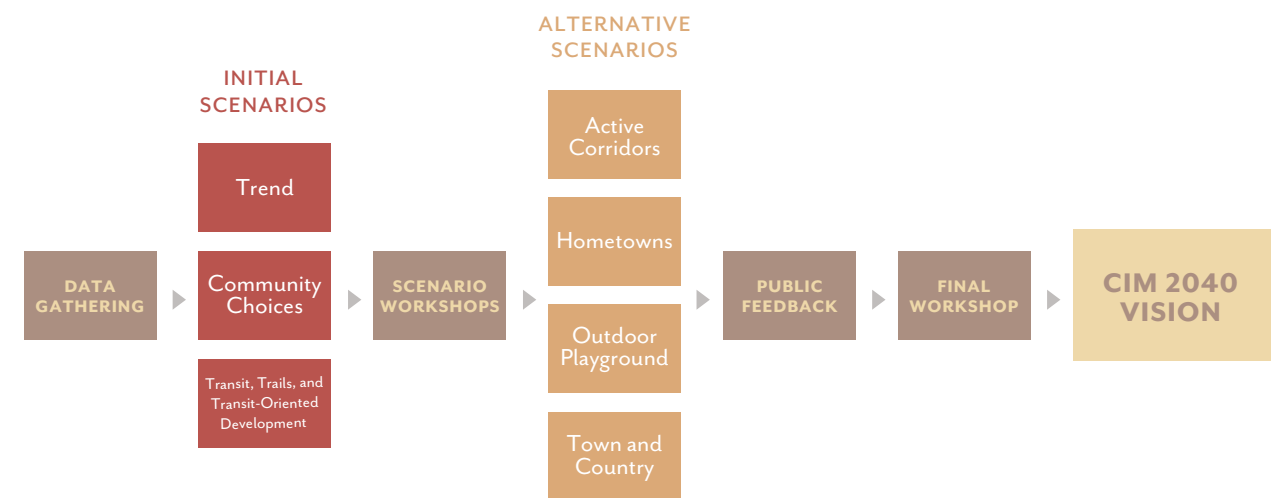 DATA
GATHERING
INITIAL
SCENARIOS
Trend
Community
Choices
Transit, Trails, and
Transit-Oriented
Development
SCENARIO
WORKSHOPS
ALTERNATIVE
SCENARIOS
Active
Corridors
Hometowns
Outdoor
Playground
Town and
Country
PUBLIC
FEEDBACK
FINAL
WORKSHOP
CIM 2040
VISION